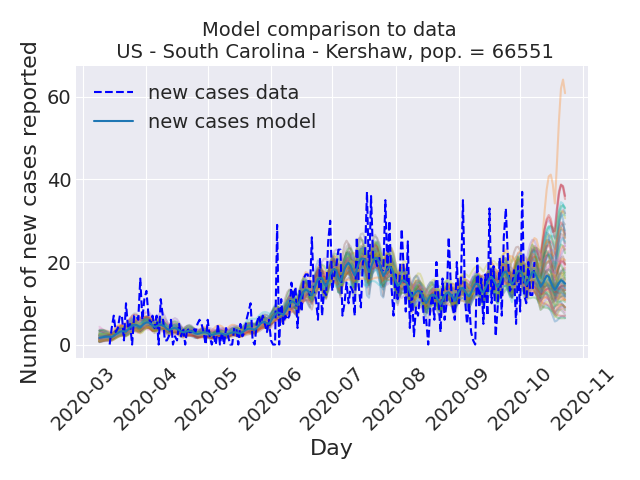 Model comparison to data
US - South Carolina - Kershaw, pop. = 66551
Number of new cases reported
60
40
20
0
new cases data
new cases model
2020-03
2020-04
2020-05
2020-06
2020-07
2020-08
2020-09
2020-10
2020-11
Day